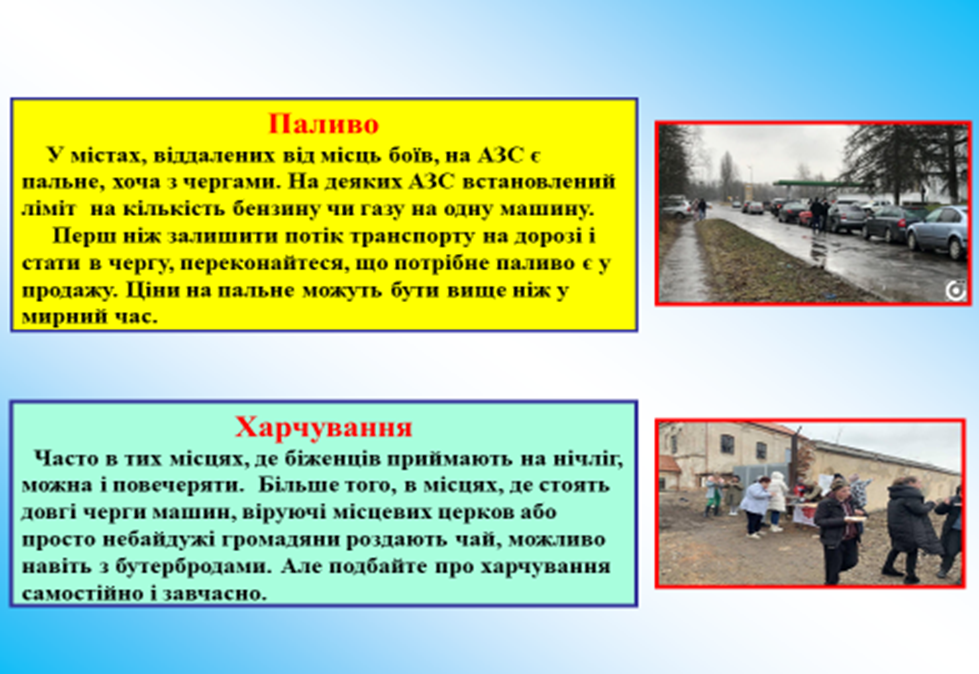 Паливо
У містах, віддалених від місць боїв, на АЗС є
пальне, хоча з чергами. На деяких АЗС встановлений
ліміт на кількість бензину чи газу на одну машину.
Перш ніж залишити потік транспорту на дорозі і
стати в чергу, переконайтеся, що потрібне паливо є у
продажу. Ціни на пальне можуть бути вище ніж у
мирний час.
Харчування
Часто в тих місцях, де біженців приймають на нічліг,
можна і повечеряти. Більше того, в місцях, де стоять
довгі черги машин, віруючі місцевих церков або
просто небайдужі громадяни роздають чай, можливо
навіть з бутербродами. Але подбайте про харчування
самостійно і завчасно.